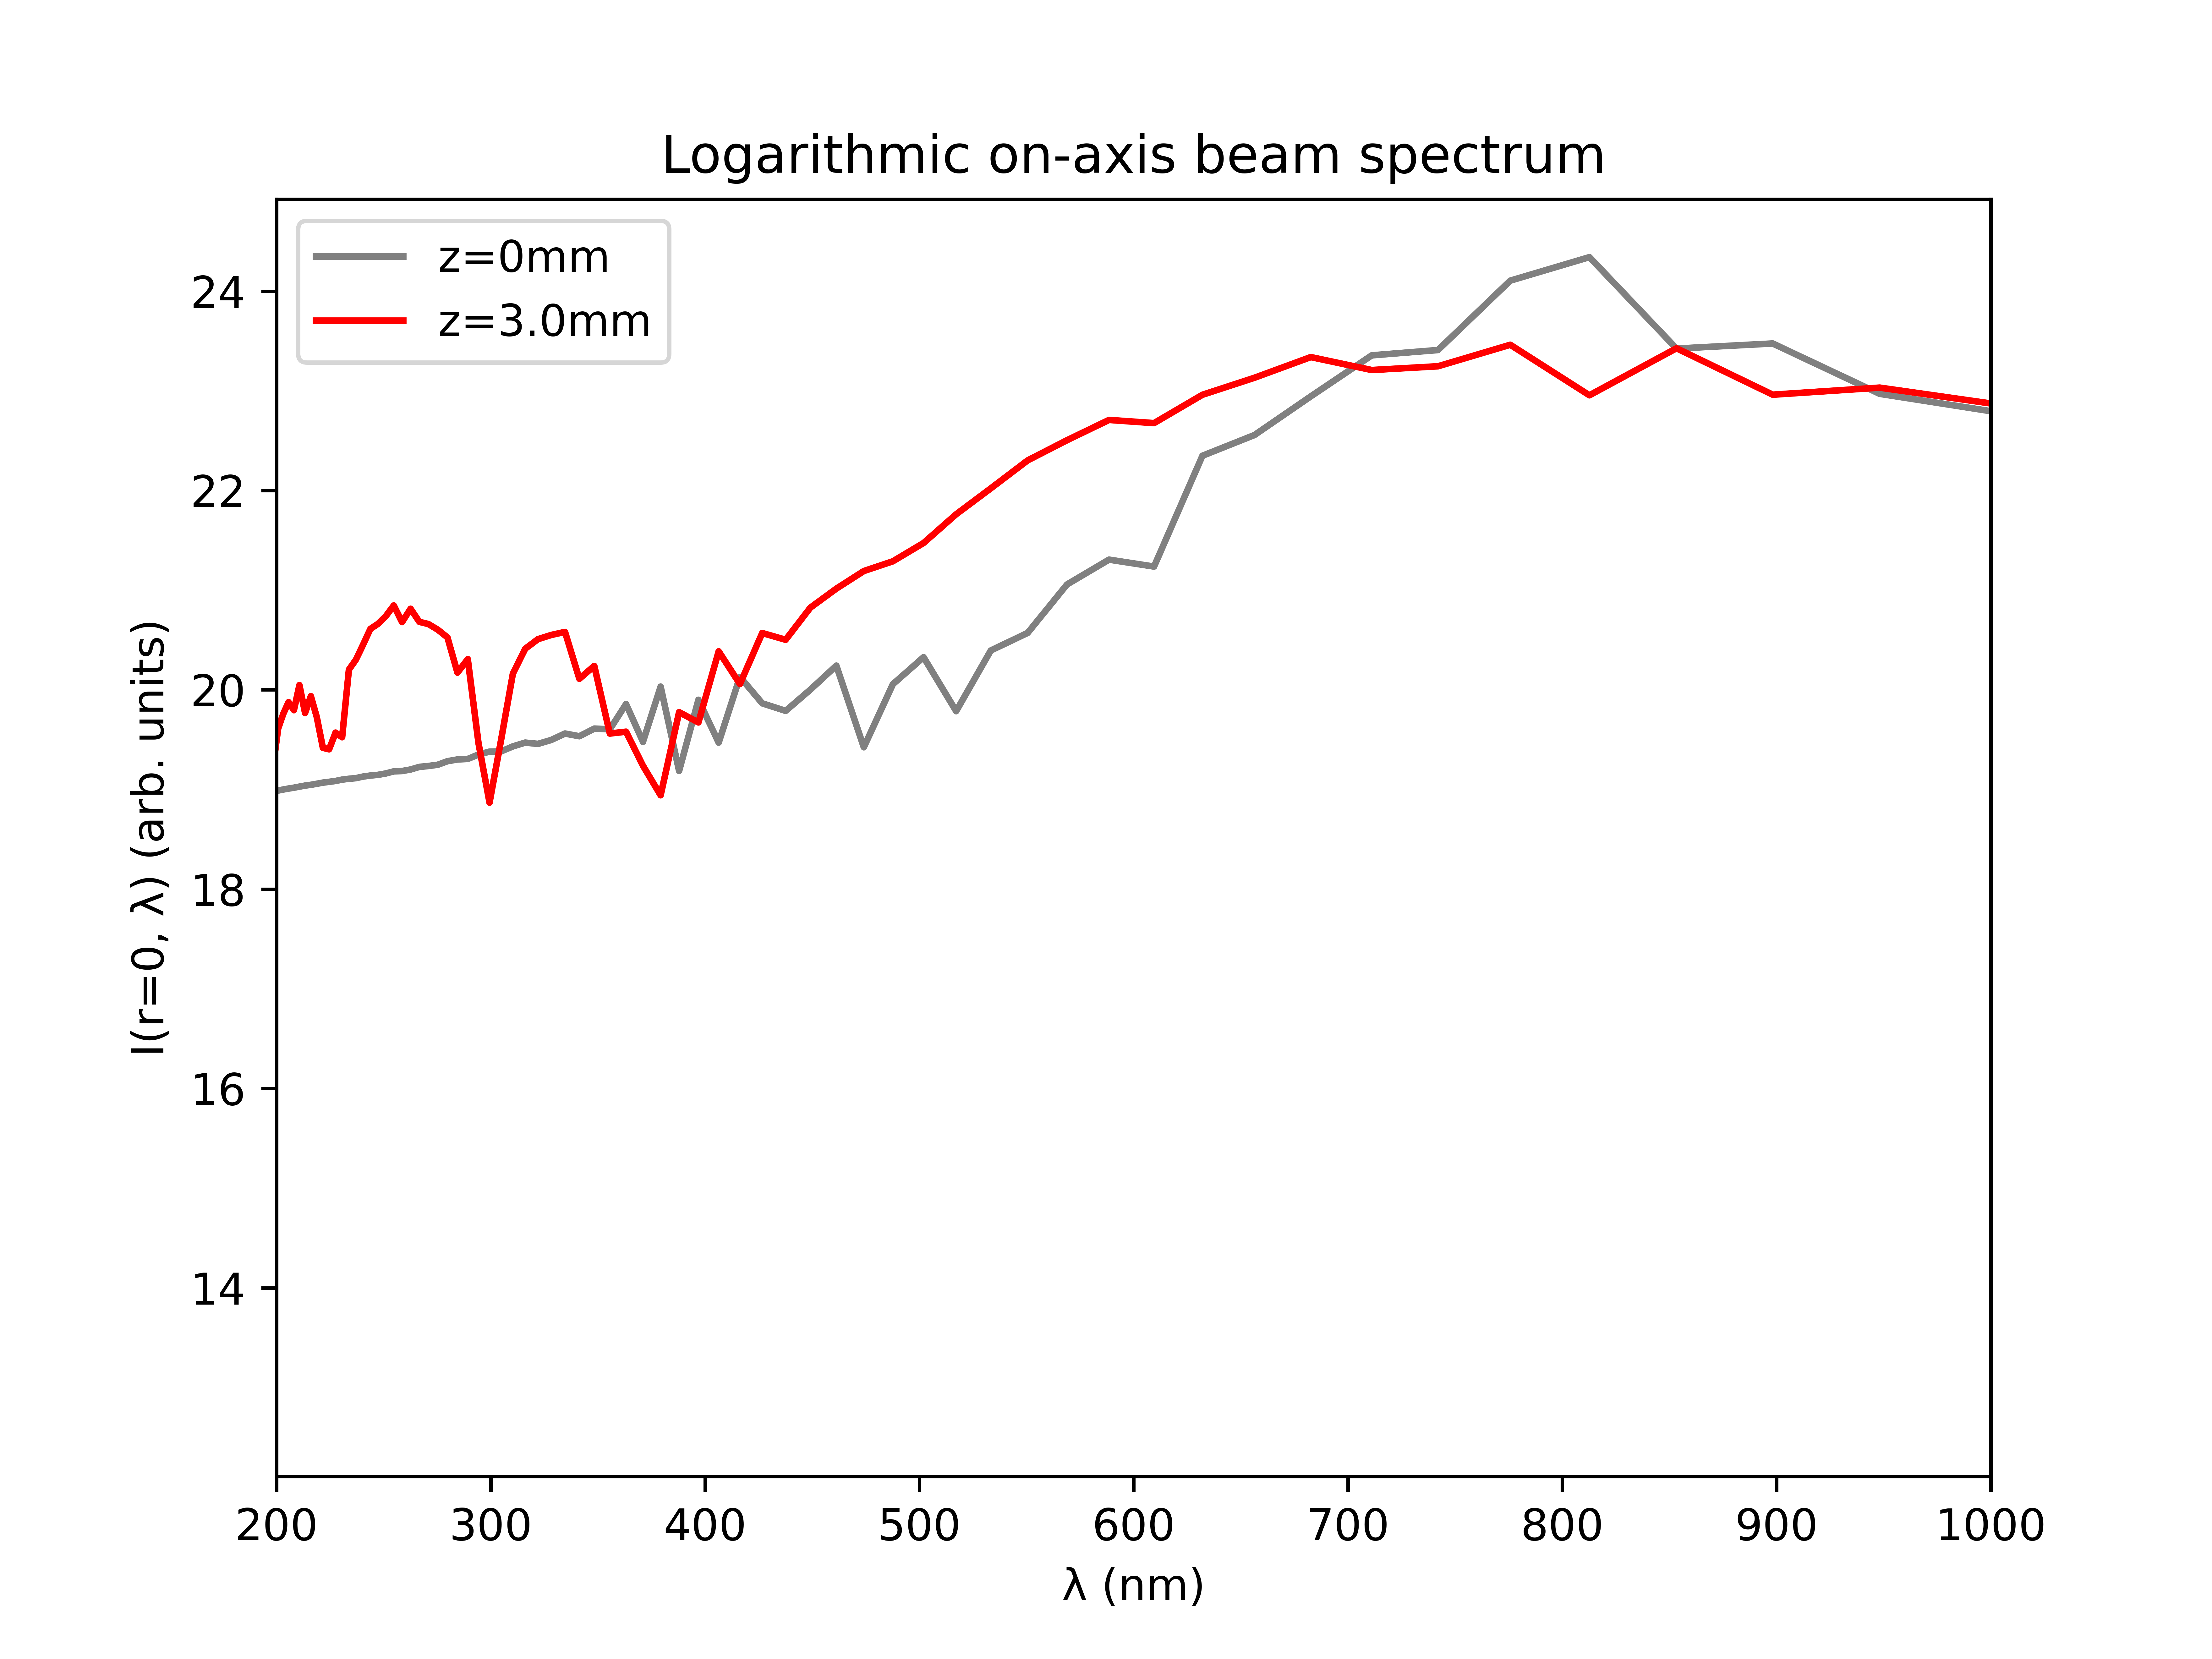 Logarithmic on-axis beam spectrum
z=0mm
z=3.0mm
24
22
20
18
16
14
I(r=0, λ) (arb. units)
200 300 400 500 600 700 800 900 1000
λ (nm)